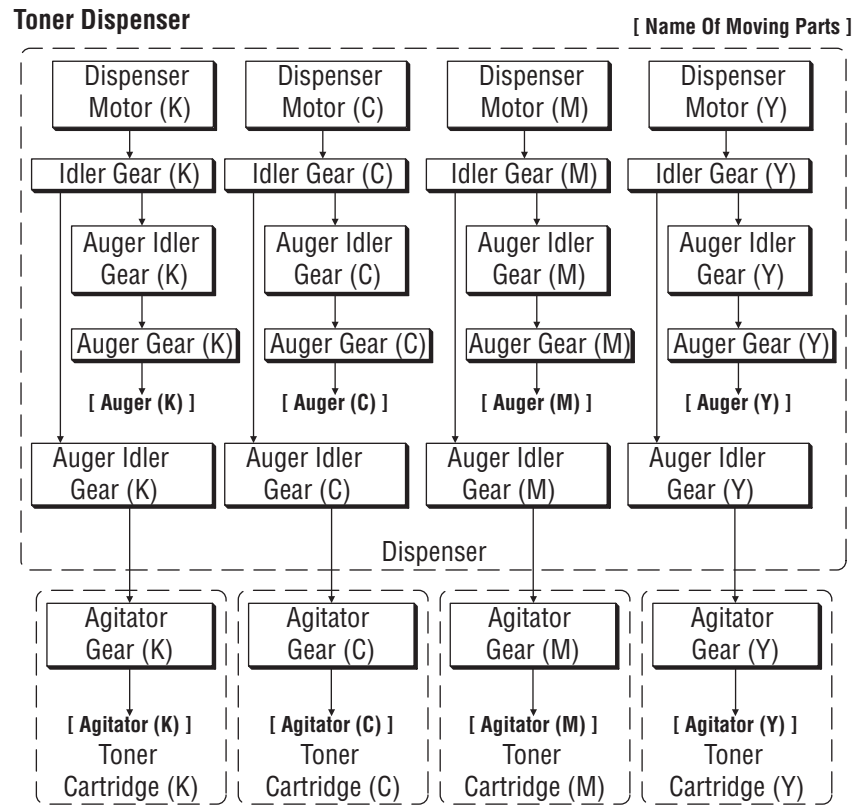 Toner Dispenser
[ Name Of Moving Parts ]
Dispenser
Motor (K)
Dispenser
Motor (C)
Dispenser
Motor (M)
Dispenser
Motor (Y)
Idler Gear (K)
Idler Gear (C)
Idler Gear (M)
Idler Gear (Y)
Auger Idler
Gear (K)
Auger Idler
Gear (C)
Auger Idler
Gear (M)
Auger Idler
Gear (Y)
Auger Gear (K)
Auger Gear (C)
Auger Gear (M)
Auger Gear (Y)
[ Auger (K) ]
[ Auger (C) ]
[ Auger (M) ]
[ Auger (Y) ]
Auger Idler
Gear (K)
Auger Idler
Gear (C)
Auger Idler
Gear (M)
Auger Idler
Gear (Y)
Dispenser
Agitator
Gear (K)
Agitator
Gear (C)
Agitator
Gear (M)
Agitator
Gear (Y)
[ Agitator (K) ]
[ Agitator (C) ]
[ Agitator (M) ]
[ Agitator (Y) ]
Toner
Cartridge (K)
Toner
Cartridge (C)
Toner
Cartridge (M)
Toner
Cartridge (Y)